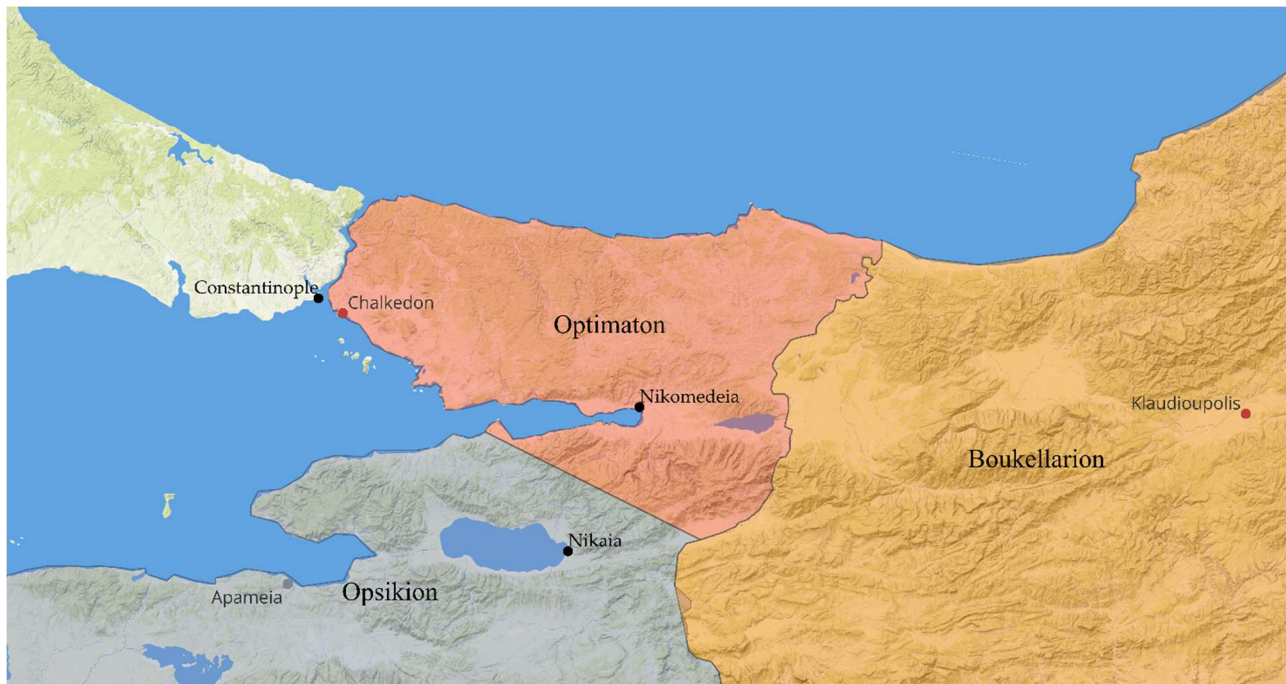 Constantinople
Chalkedon
Optimaton
Nikomedeia
Klaudioupolis
Boukellarion
Nikaia
Apameia
Opsikion